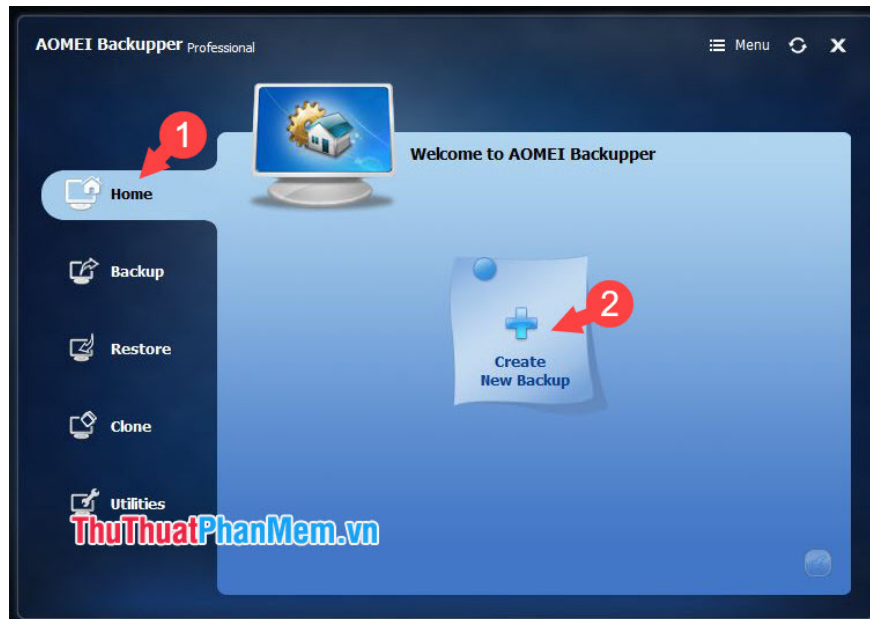 AOMEI Backupper Professional
Menu
1
Welcome to AOMEI Backupper
Home
Backup
2
Create
New Backup
Restore
Clone
Utilities
ThuThuatPhanMem.vn